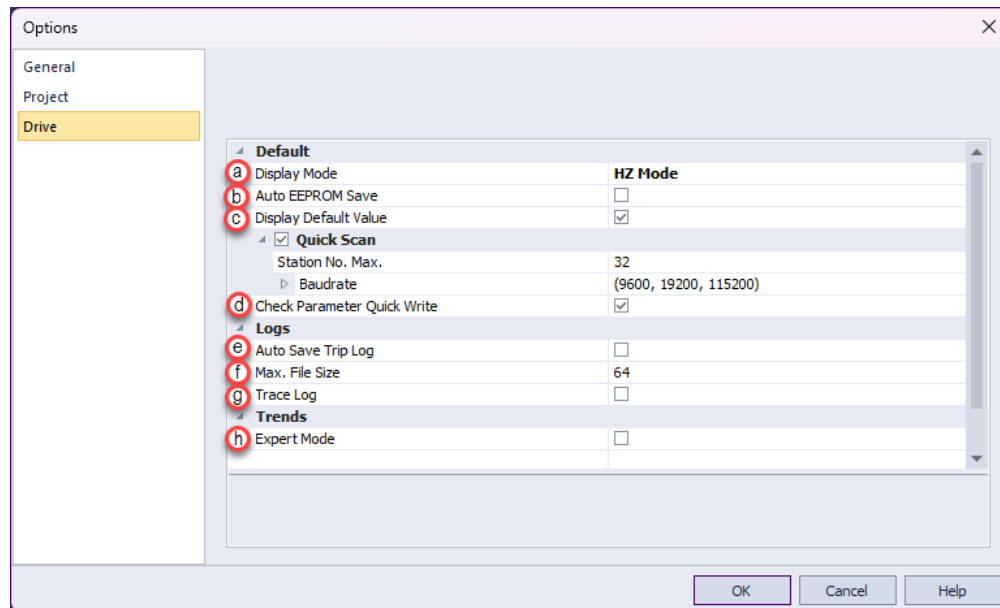 Options
General
Project
Drive
Default
a Display Mode HZ Mode
b Auto EEPROM Save
c Display Default Value
Quick Scan
Station No. Max. 32
Baudrate (9600, 19200, 115200)
d Check Parameter Quick Write
Logs
e Auto Save Trip Log
f Max. File Size 64
g Trace Log
Trends
h Expert Mode
OK Cancel Help